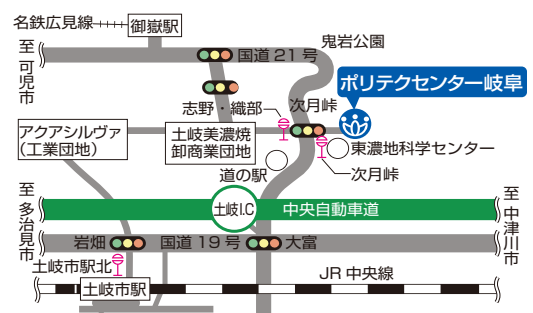 名鉄広見線
御嵩駅
鬼岩公園
至可児市
国道21号
ポリテクセンター岐阜
志野・織部
次月峠
アクアシルヴァ
（工業団地）
土岐美濃焼
卸商業団地
東濃地科学センター
道の駅
次月峠
至多治見市
土岐I.C
中央自動車道
至中津川市
岩畑
国道19号
大富
土岐市駅北
JR中央線
土岐市駅